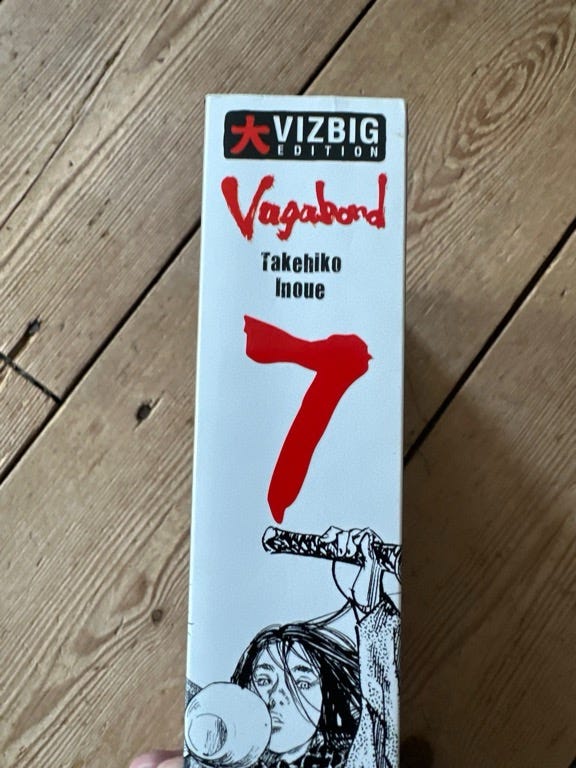 大 VIZBIG
EDITION
Vagabond
Takehiko
Inoue
7